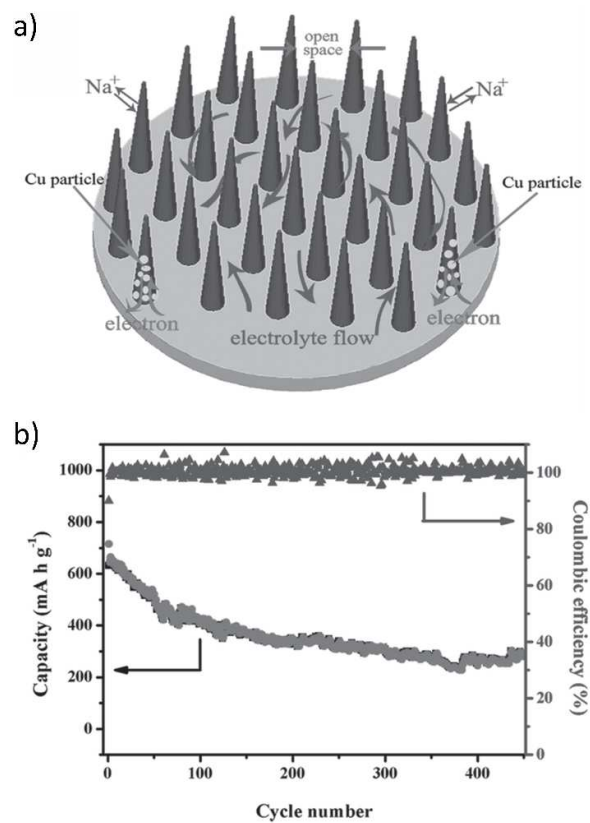 a)
open
space
Na+
Na+
Cu particle
Cu particle
electron
electrolyte flow
electron
b)
1000
800
600
400
200
0
Capacity (mA h g-1)
100
80
60
40
20
0
Coulombic efficiency (%)
0
100
200
300
400
Cycle number